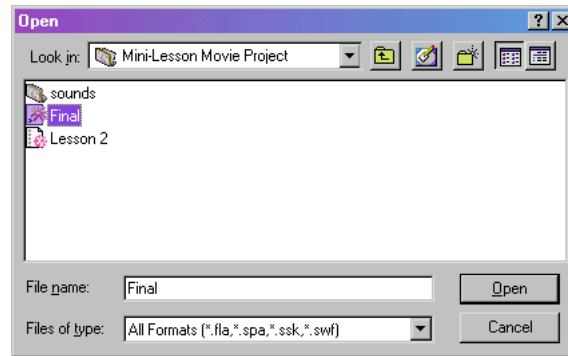 Open
Look in: Mini-Lesson Movie Project
sounds
Final
Lesson 2
File name: Final Open
Files of type: All Formats (*.fla,*.spa,*.ssk,*.swf) Cancel